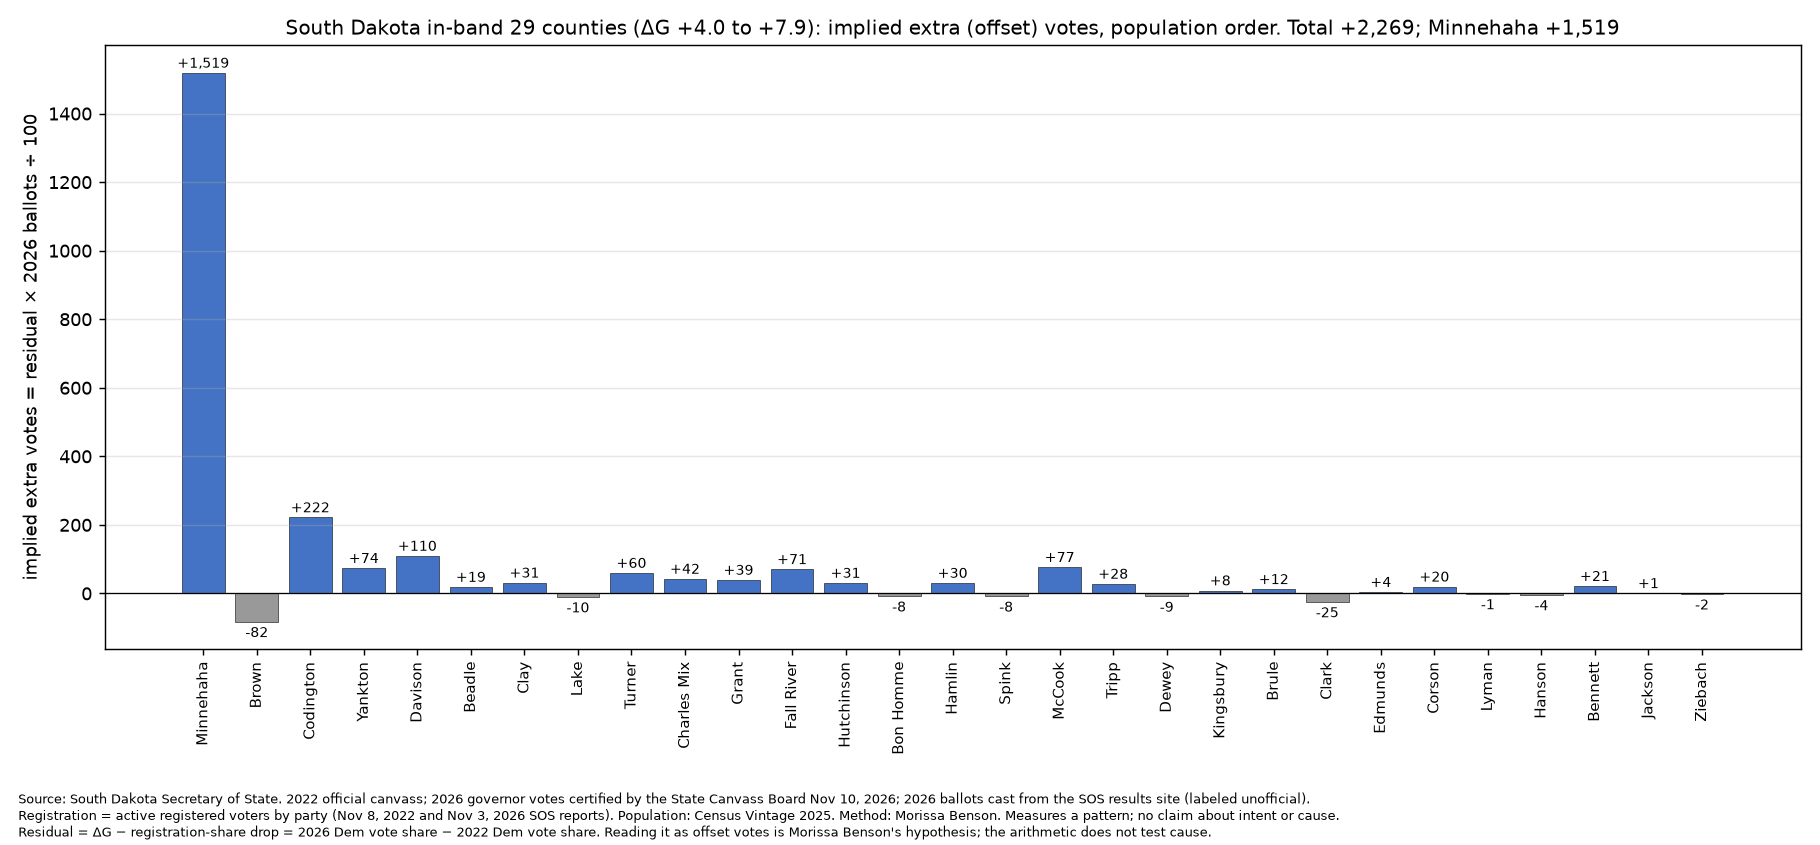 South Dakota in-band 29 counties (ΔG +4.0 to +7.9): implied extra (offset) votes, population order. Total +2,269; Minnehaha +1,519
implied extra votes = residual × 2026 ballots ÷ 100
1400
1200
1000
800
600
400
200
0
+1,519
-82
+222
+74
+110
+19
+31
-10
+60
+42
+39
+71
+31
-8
+30
-8
+77
+28
-9
+8
+12
-25
+4
+20
-1
-4
+21
+1
-2
Minnehaha
Brown
Codington
Yankton
Davison
Beadle
Clay
Lake
Turner
Charles Mix
Grant
Fall River
Hutchinson
Bon Homme
Hamlin
Spink
McCook
Tripp
Dewey
Kingsbury
Brule
Clark
Edmunds
Corson
Lyman
Hanson
Bennett
Jackson
Ziebach
Source: South Dakota Secretary of State. 2022 official canvass; 2026 governor votes certified by the State Canvass Board Nov 10, 2026; 2026 ballots cast from the SOS results site (labeled unofficial).
Registration = active registered voters by party (Nov 8, 2022 and Nov 3, 2026 SOS reports). Population: Census Vintage 2025. Method: Morissa Benson. Measures a pattern; no claim about intent or cause.
Residual = ΔG − registration-share drop = 2026 Dem vote share − 2022 Dem vote share. Reading it as offset votes is Morissa Benson's hypothesis; the arithmetic does not test cause.